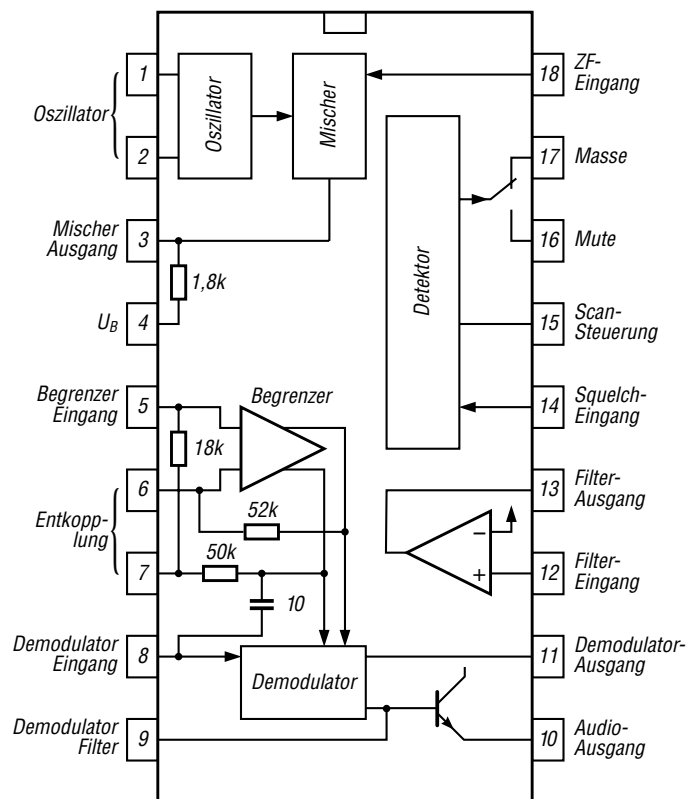 1
Oszillator
2
Oszillator
Mischer
18
ZF-
Eingang
17
Masse
16
Mute
Mischer
Ausgang
3
1,8k
U_B
4
Detektor
15
Scan-
Steuerung
14
Squelch-
Eingang
Begrenzer
Eingang
5
Begrenzer
18k
6
Entkopp-
lung
52k
50k
7
10
13
Filter-
Ausgang
−
+
12
Filter-
Eingang
Demodulator
Eingang
8
Demodulator
11
Demodulator-
Ausgang
Demodulator
Filter
9
10
Audio-
Ausgang